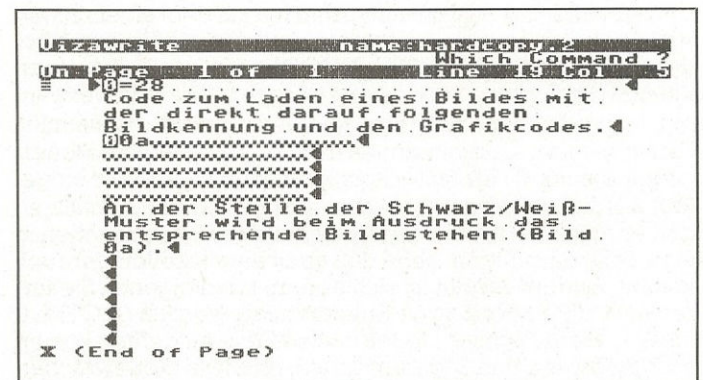 Vizawrite name:hardcopy.2
Which Command ?
On Page 1 of 1 Line 19 Col 5
0=28
Code zum Laden eines Bildes mit
der direkt darauf folgenden
Bildkennung und den Grafikcodes.
00a
An der Stelle der Schwarz/Weiß-
Muster wird beim Ausdruck das
entsprechende Bild stehen (Bild
0a).
(End of Page)